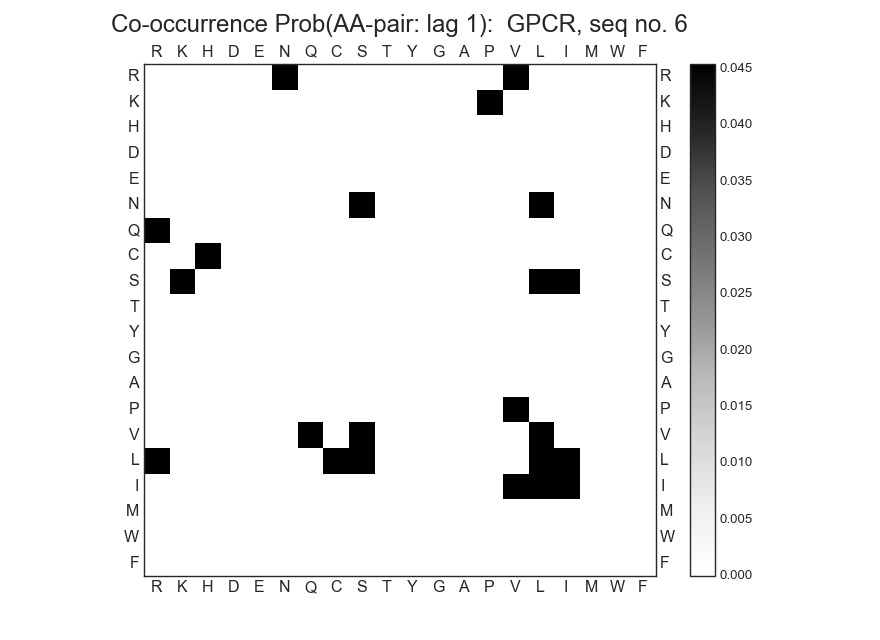 Co-occurrence Prob(AA-pair: lag 1): GPCR, seq no. 6
R K H D E N Q C S T Y G A P V L I M W F
R R 0.045
K K 0.040
H H
D D 0.035
E E
N N 0.030
Q Q
C C
S S 0.025
T T
Y Y 0.020
G G
A A 0.015
P P
V V 0.010
L L
I I 0.005
M M
W W
F F 0.000
R K H D E N Q C S T Y G A P V L I M W F